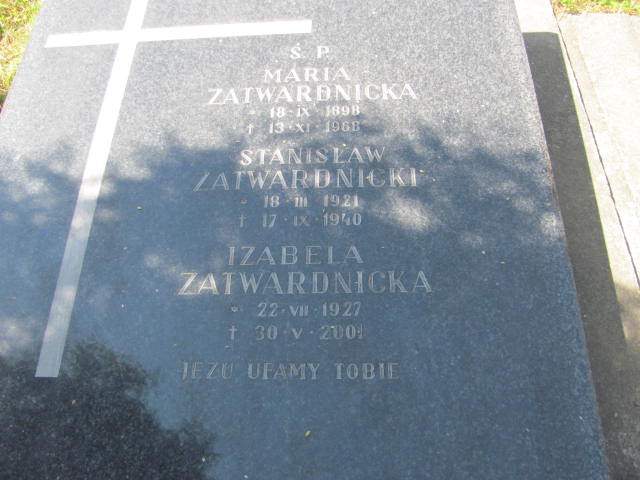 Ś. P.
MARIA
ZATWARDNICKA
* 18·IX·1898
† 13·XI·1968
STANISŁAW
ZATWARDNICKI
* 18·III·1921
† 17·IX·1940
IZABELA
ZATWARDNICKA
* 22·VII·1927
† 30·V·2001
JEZU UFAMY TOBIE